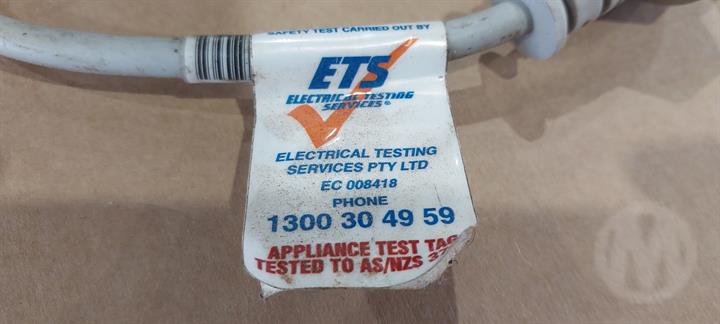 SAFETY TEST CARRIED OUT BY
ETS
ELECTRICAL TESTING
SERVICES®
ELECTRICAL TESTING
SERVICES PTY LTD
EC 008418
PHONE
1300 30 49 59
APPLIANCE TEST TAG
TESTED TO AS/NZS
M